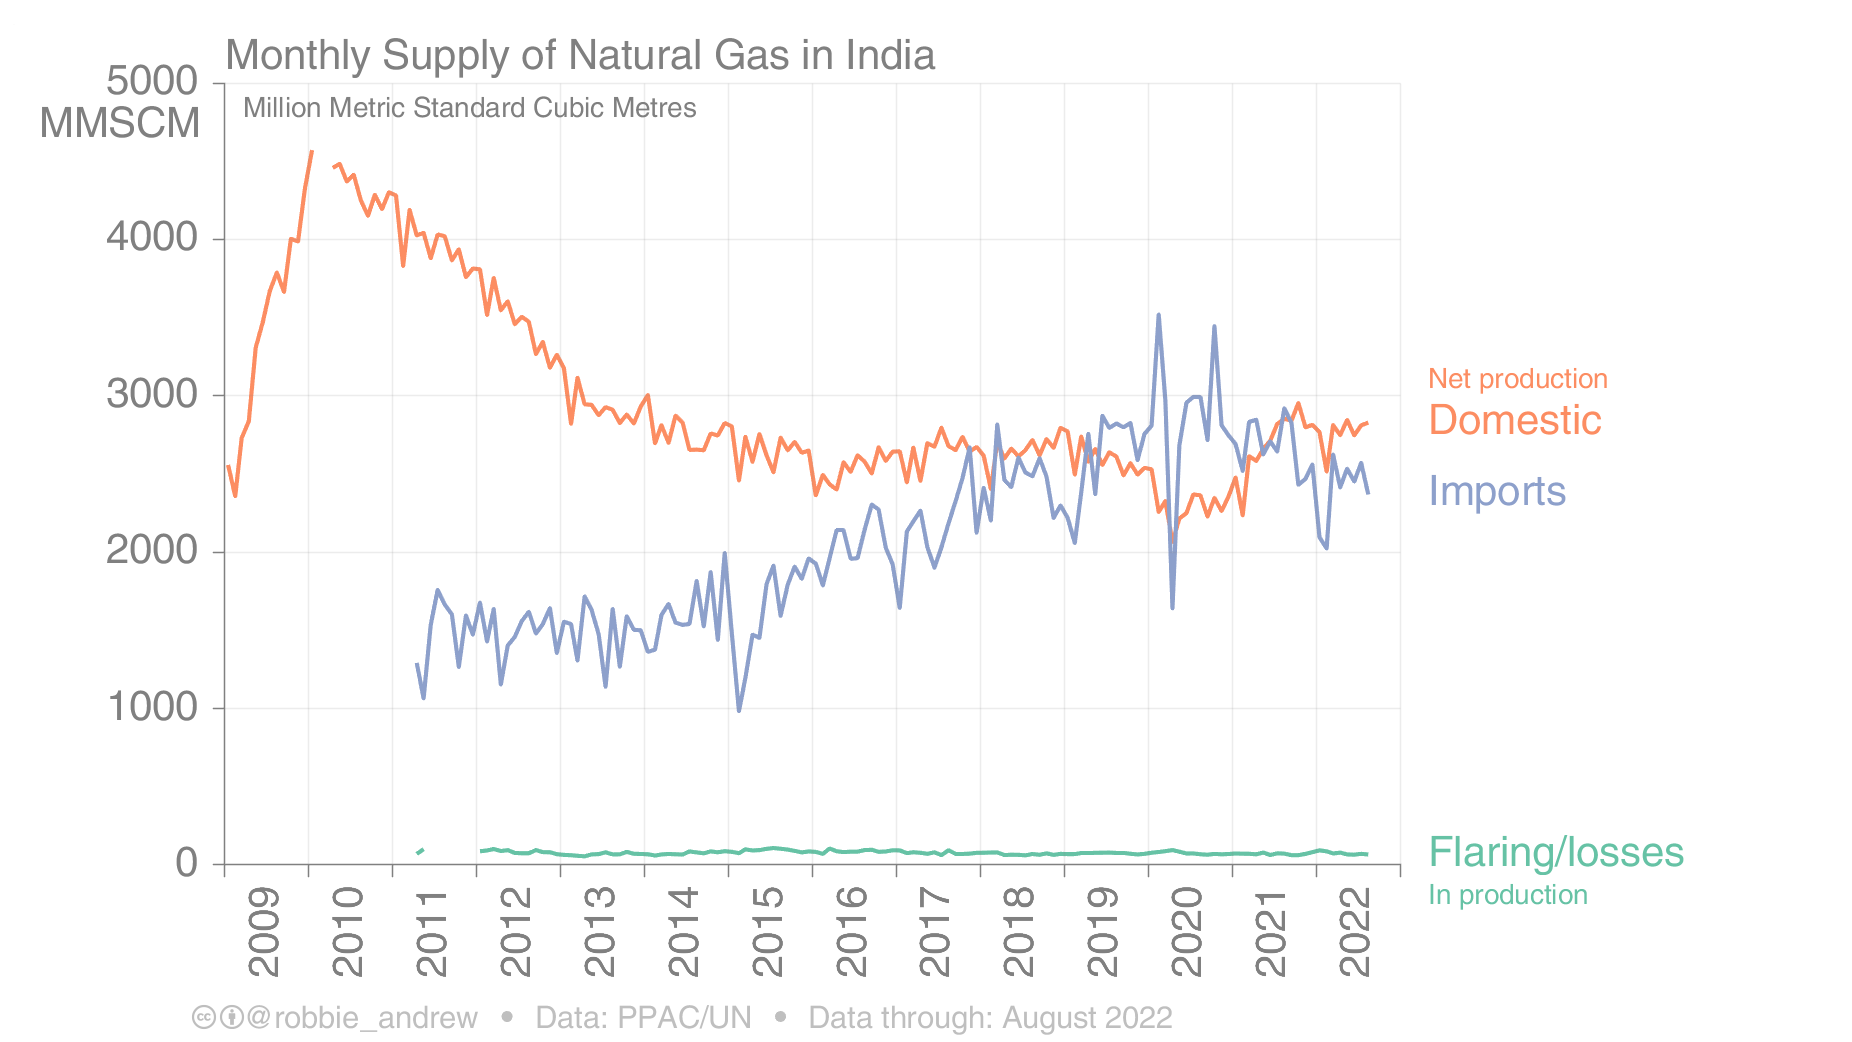 Monthly Supply of Natural Gas in India
5000
MMSCM
Million Metric Standard Cubic Metres
4000
3000
2000
1000
0
Net production
Domestic
Imports
Flaring/losses
In production
2009
2010
2011
2012
2013
2014
2015
2016
2017
2018
2019
2020
2021
2022
@robbie_andrew • Data: PPAC/UN • Data through: August 2022